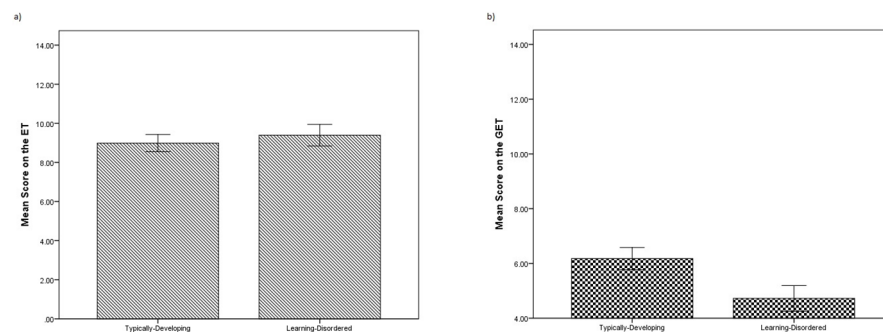 a)
14.00
12.00
10.00
8.00
6.00
4.00
2.00
.00
Mean Score on the ET
Typically-Developing
Learning-Disordered
b)
14.00
12.00
10.00
8.00
6.00
4.00
Mean Score on the GET
Typically-Developing
Learning-Disordered